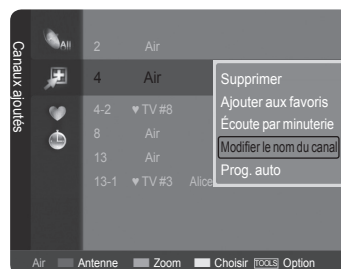 Canaux ajoutés
All
2 Air
4 Air
4-2 ♥ TV #8
8 Air
13 Air
13-1 ♥ TV #3 Alice
Supprimer
Ajouter aux favoris
Écoute par minuterie
Modifier le nom du canal
Prog. auto
Air Antenne Zoom Choisir TOOLS Option